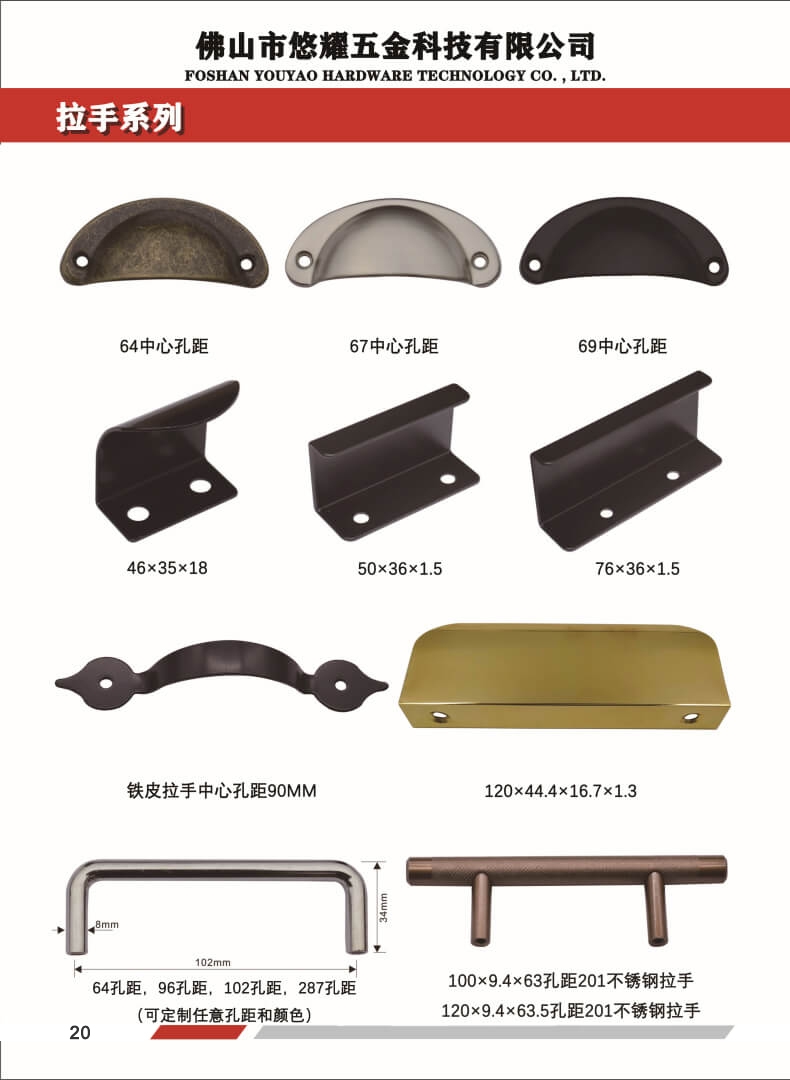 佛山市悠耀五金科技有限公司
FOSHAN YOUYAO HARDWARE TECHNOLOGY CO. , LTD.
拉手系列
64中心孔距
67中心孔距
69中心孔距
46×35×18
50×36×1.5
76×36×1.5
铁皮拉手中心孔距90MM
120×44.4×16.7×1.3
8mm
34mm
102mm
64孔距，96孔距，102孔距，287孔距
（可定制任意孔距和颜色）
100×9.4×63孔距201不锈钢拉手
120×9.4×63.5孔距201不锈钢拉手
20